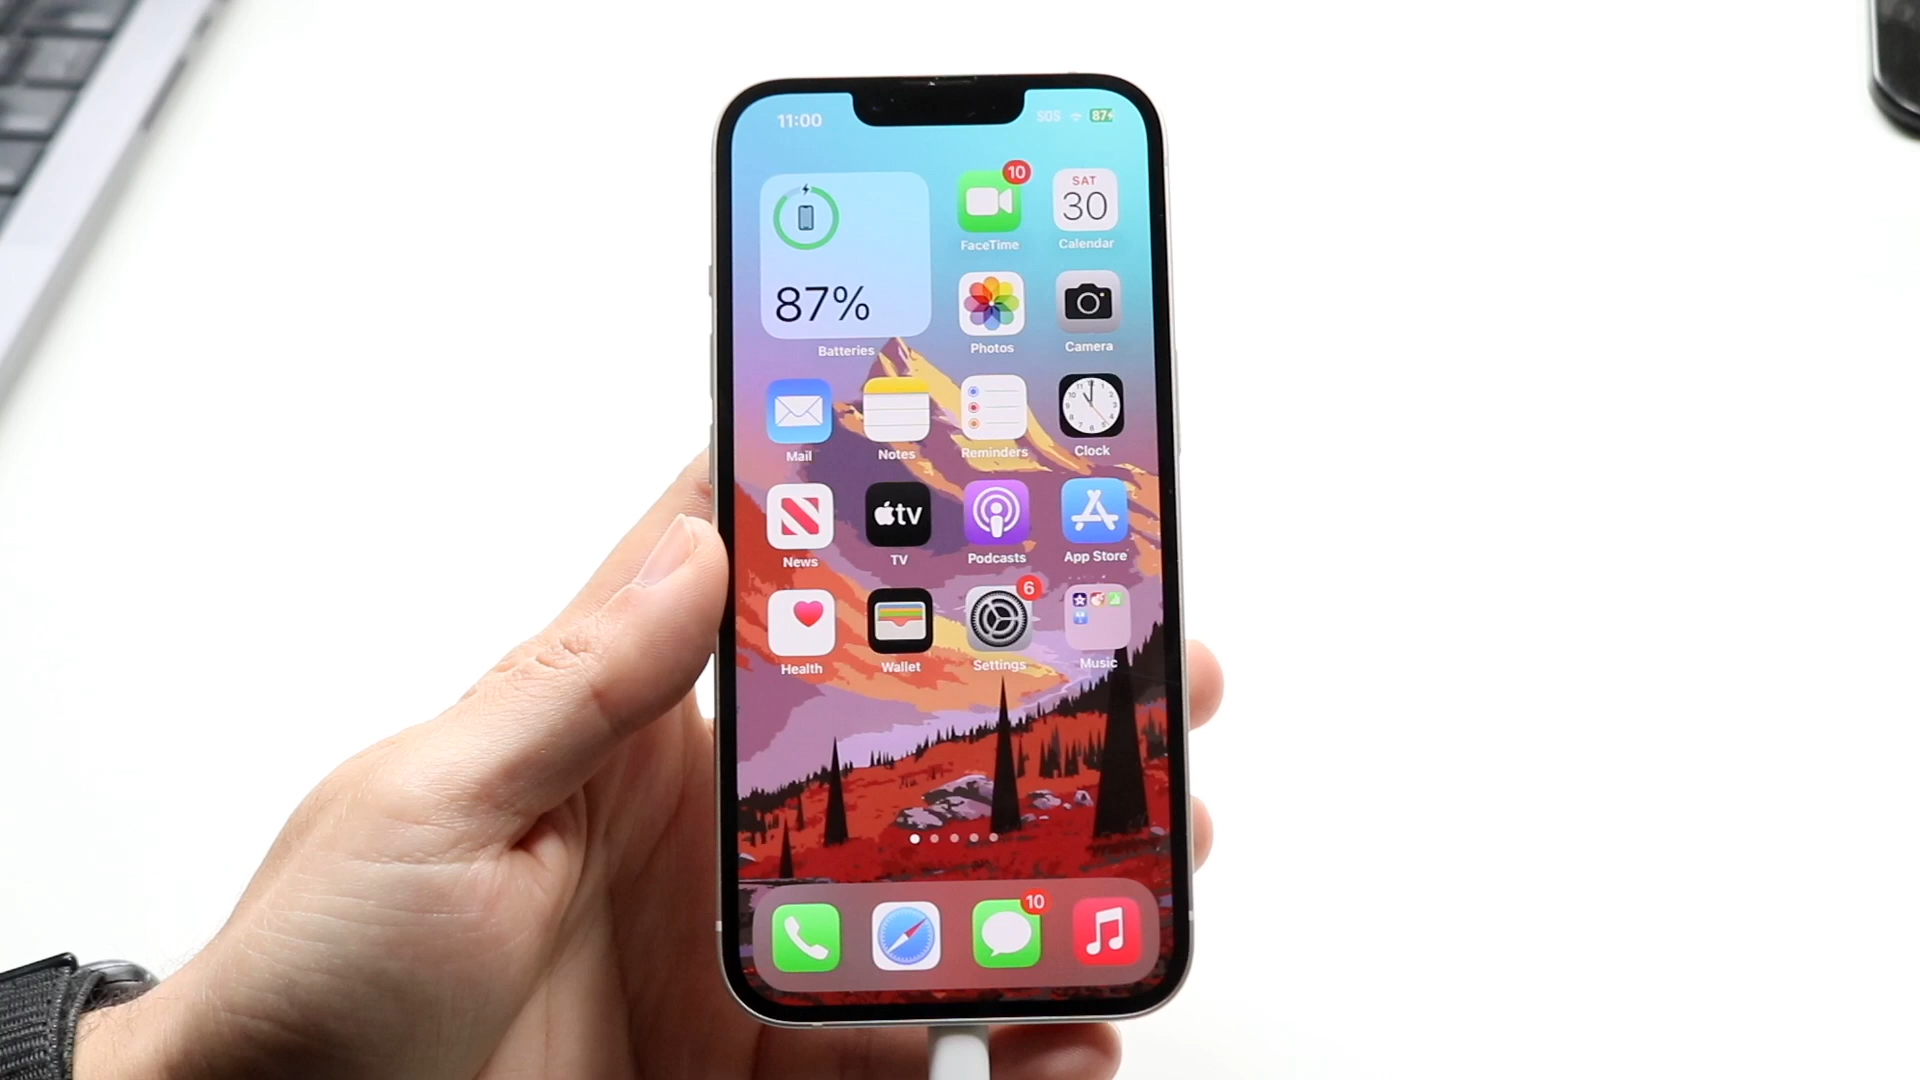 11:00
SOS 87
10
SAT
30
FaceTime
Calendar
87%
Batteries
Photos
Camera
Mail
Notes
Reminders
Clock
tv
News
TV
Podcasts
App Store
6
Health
Wallet
Settings
Music
10